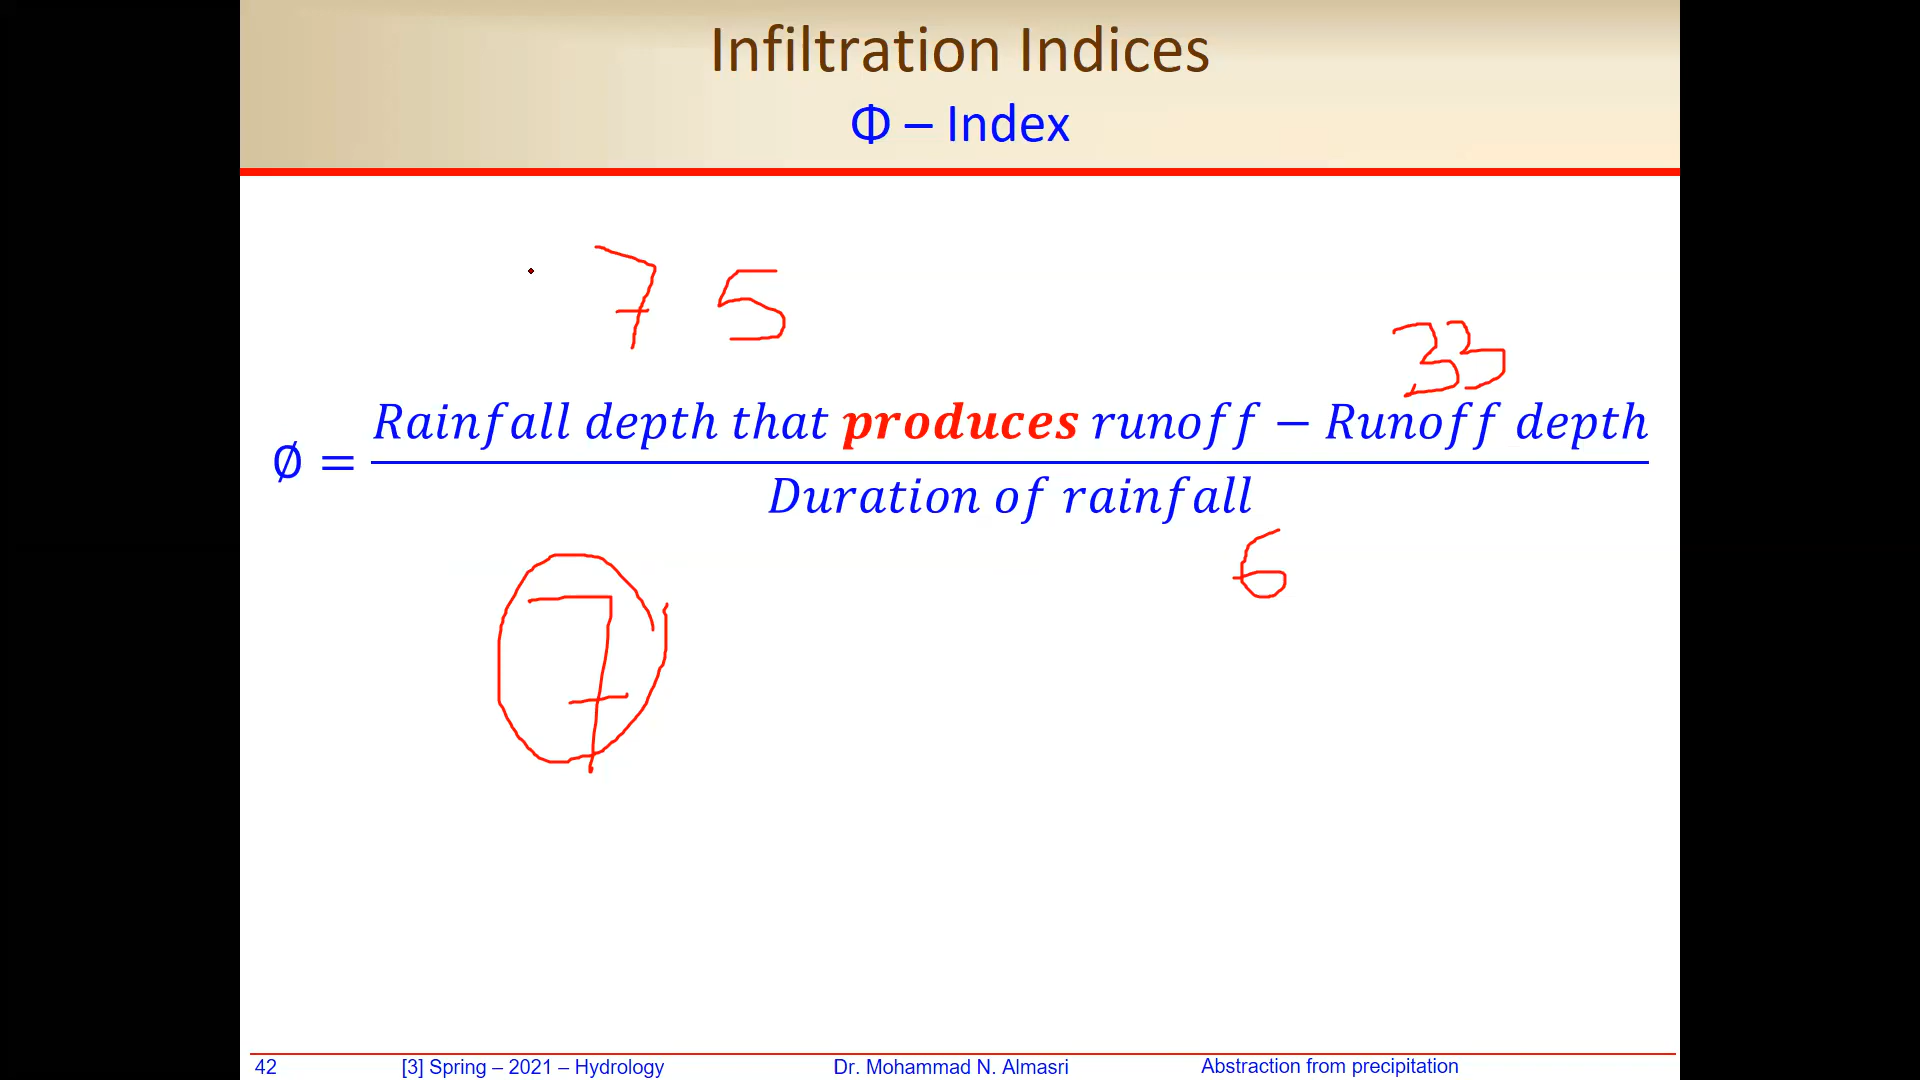 Infiltration Indices
Φ – Index
75
33
∅ = Rainfall depth that produces runoff − Runoff depth
Duration of rainfall
6
7
42 [3] Spring – 2021 – Hydrology Dr. Mohammad N. Almasri Abstraction from precipitation